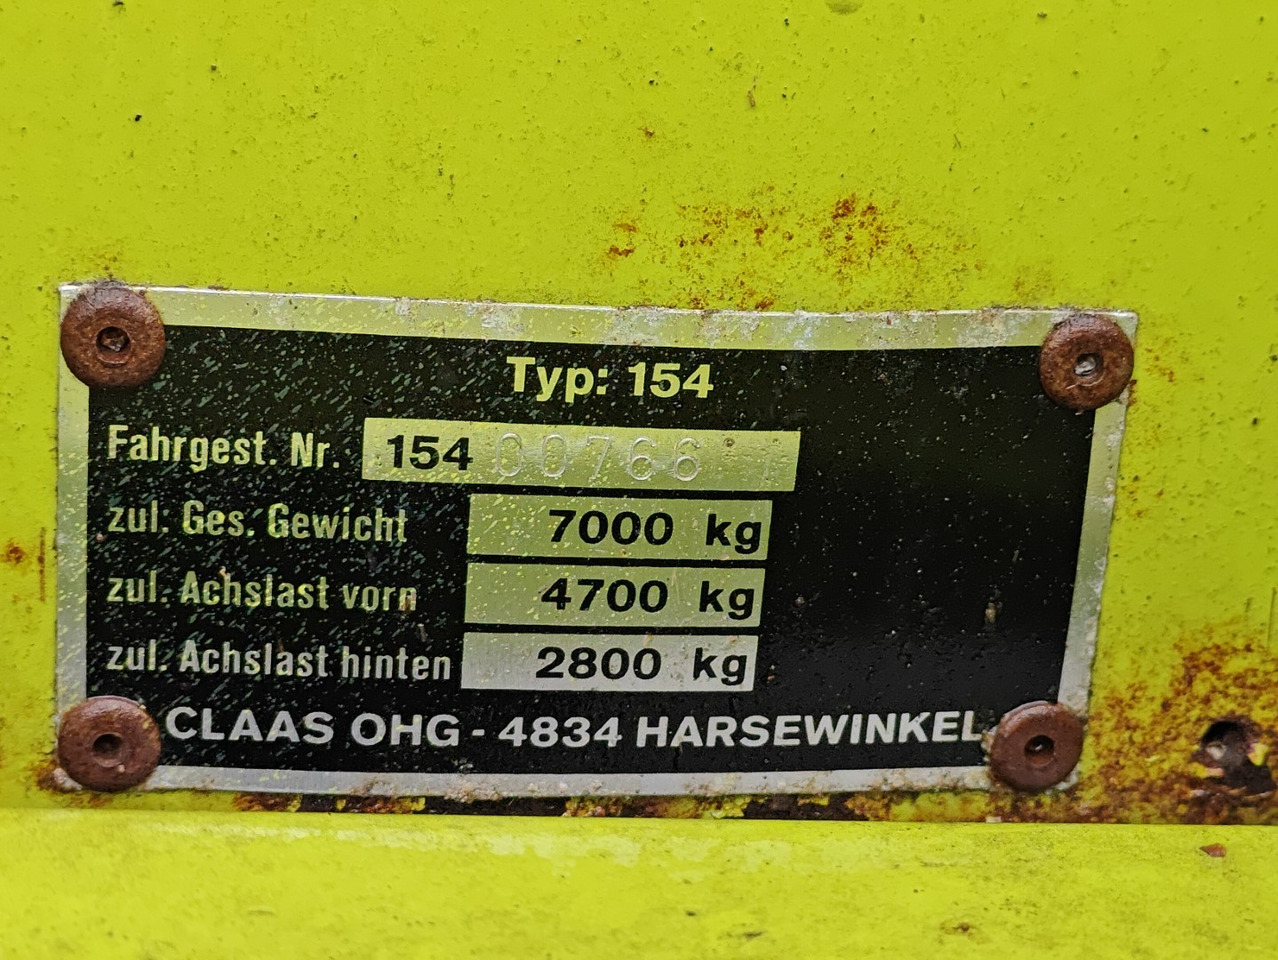 Typ: 154
Fahrgest. Nr. 154 00766
zul. Ges. Gewicht 7000 kg
zul. Achslast vorn 4700 kg
zul. Achslast hinten 2800 kg
CLAAS OHG - 4834 HARSEWINKEL